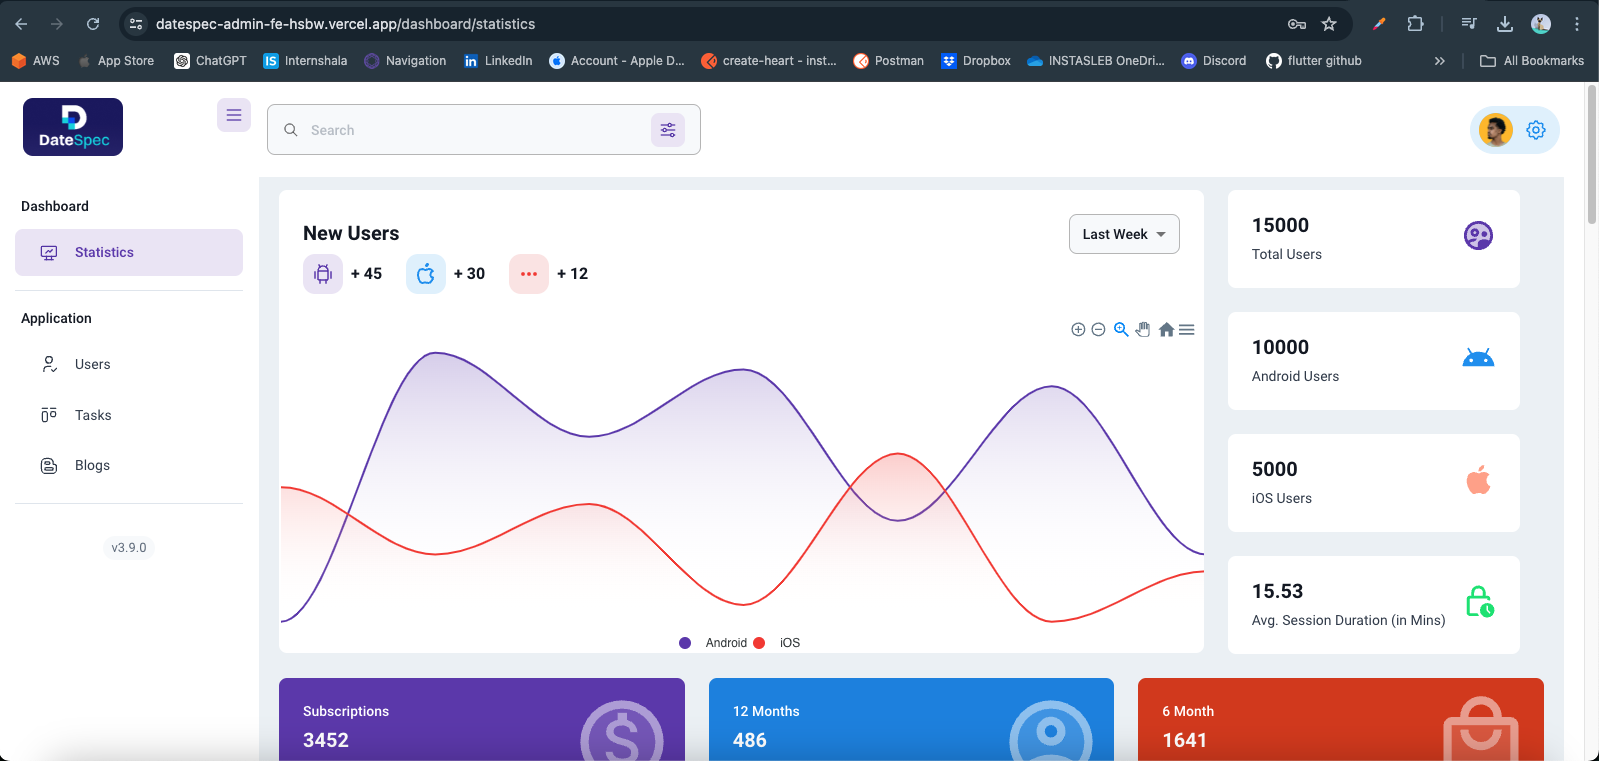 datespec-admin-fe-hsbw.vercel.app/dashboard/statistics
AWS App Store ChatGPT Internshala Navigation LinkedIn Account - Apple D... create-heart - inst... Postman Dropbox INSTASLEB OneDri... Discord flutter github » All Bookmarks
DateSpec
Search
Dashboard
Statistics
Application
Users
Tasks
Blogs
v3.9.0
New Users
Last Week
+ 45 + 30 + 12
Android iOS
15000
Total Users
10000
Android Users
5000
iOS Users
15.53
Avg. Session Duration (in Mins)
Subscriptions
3452
12 Months
486
6 Month
1641